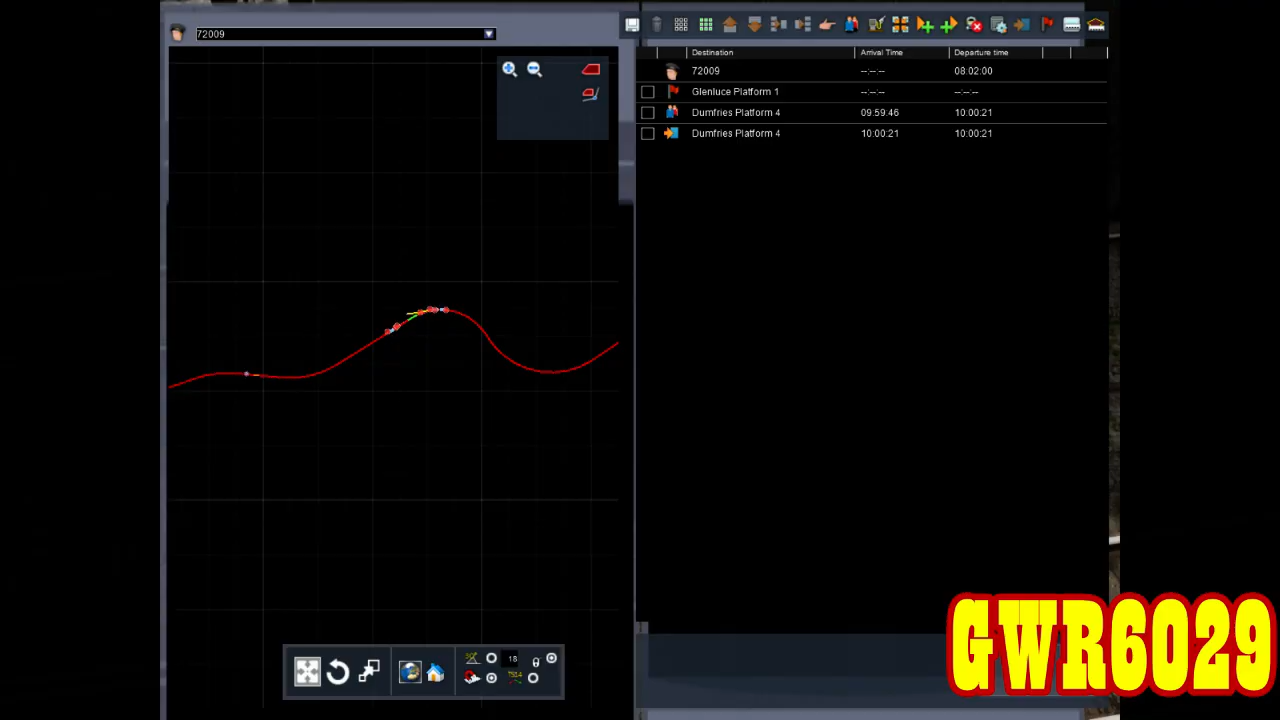 72009
Destination Arrival Time Departure time
72009 --:--:-- 08:02:00
Glenluce Platform 1 --:--:-- --:--:--
Dumfries Platform 4 09:59:46 10:00:21
Dumfries Platform 4 10:00:21 10:00:21
18
GWR6029